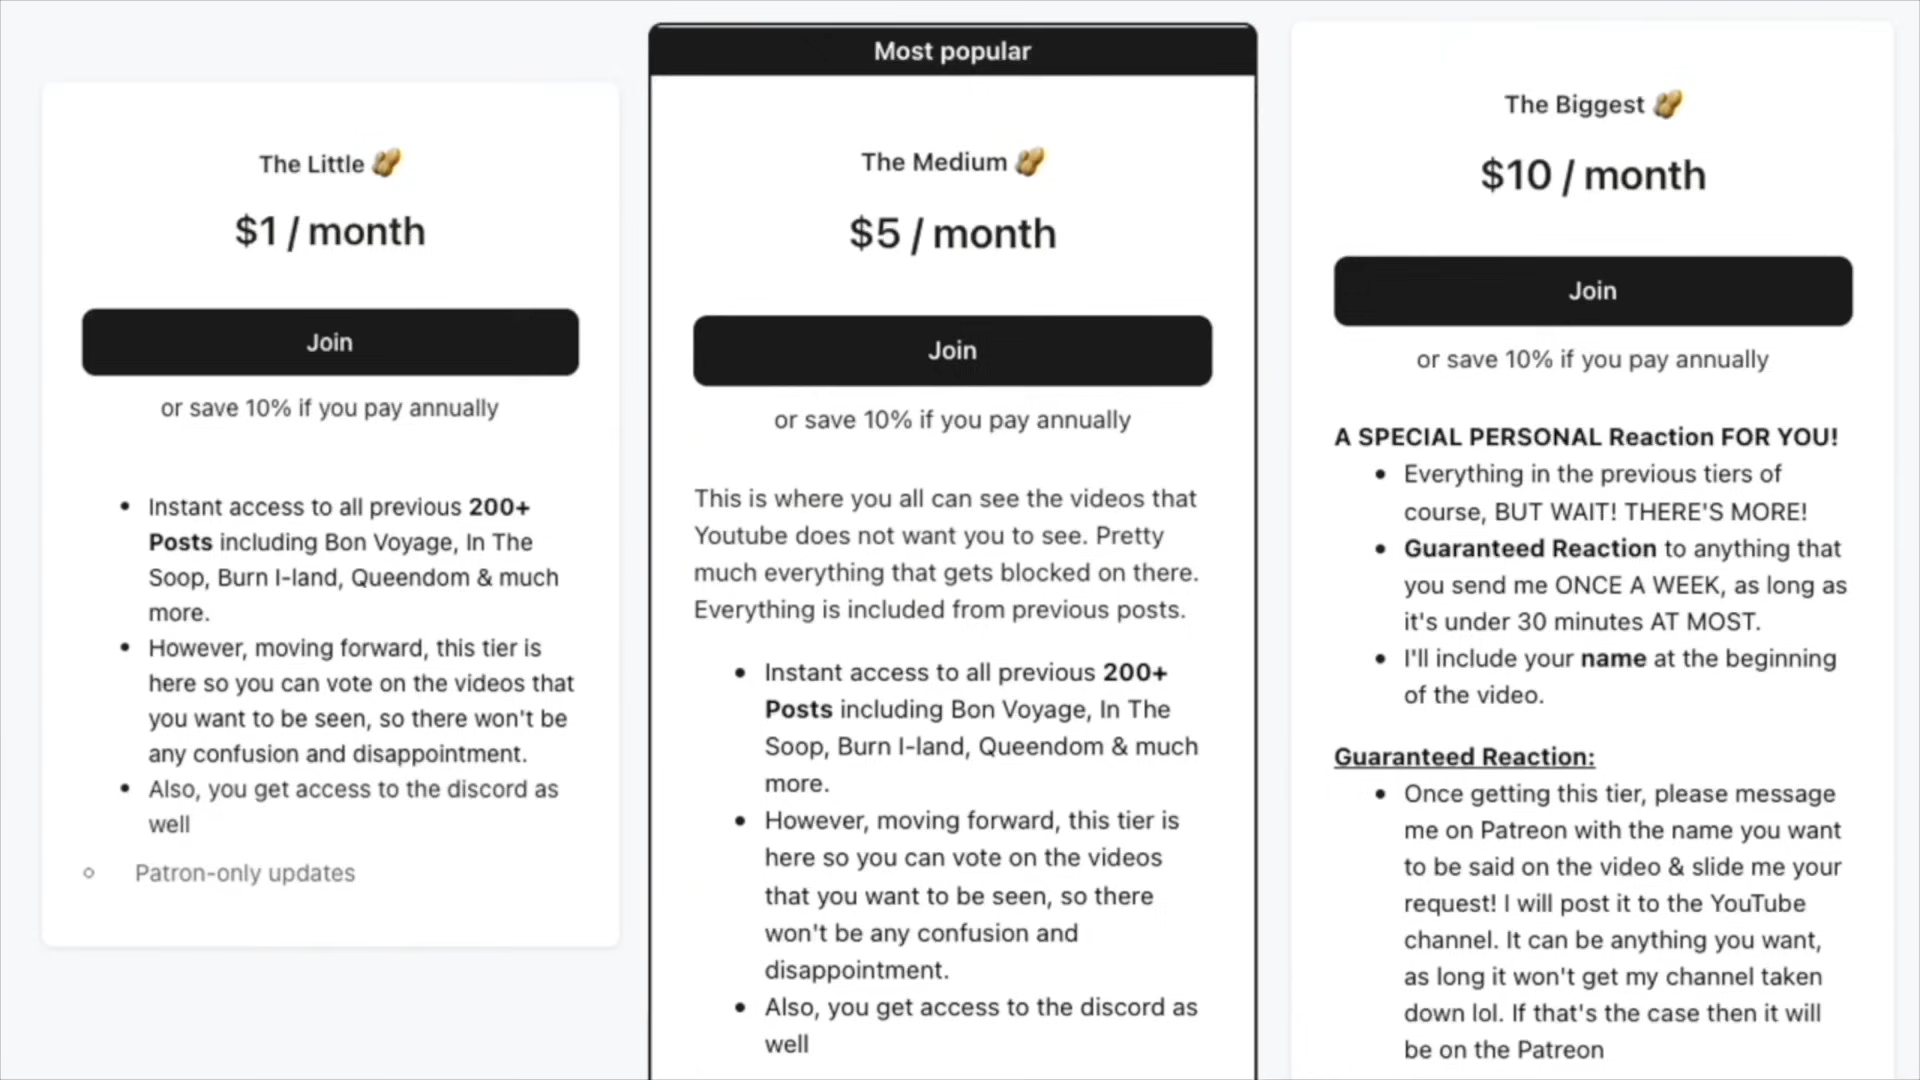 The Little 🥜
$1 / month
Join
or save 10% if you pay annually
• Instant access to all previous 200+
Posts including Bon Voyage, In The
Soop, Burn I-land, Queendom & much
more.
• However, moving forward, this tier is
here so you can vote on the videos that
you want to be seen, so there won't be
any confusion and disappointment.
• Also, you get access to the discord as
well
Patron-only updates
Most popular
The Medium 🥜
$5 / month
Join
or save 10% if you pay annually
This is where you all can see the videos that
Youtube does not want you to see. Pretty
much everything that gets blocked on there.
Everything is included from previous posts.
• Instant access to all previous 200+
Posts including Bon Voyage, In The
Soop, Burn I-land, Queendom & much
more.
• However, moving forward, this tier is
here so you can vote on the videos
that you want to be seen, so there
won't be any confusion and
disappointment.
• Also, you get access to the discord as
well
The Biggest 🥜
$10 / month
Join
or save 10% if you pay annually
A SPECIAL PERSONAL Reaction FOR YOU!
• Everything in the previous tiers of
course, BUT WAIT! THERE'S MORE!
• Guaranteed Reaction to anything that
you send me ONCE A WEEK, as long as
it's under 30 minutes AT MOST.
• I'll include your name at the beginning
of the video.
Guaranteed Reaction:
• Once getting this tier, please message
me on Patreon with the name you want
to be said on the video & slide me your
request! I will post it to the YouTube
channel. It can be anything you want,
as long it won't get my channel taken
down lol. If that's the case then it will
be on the Patreon